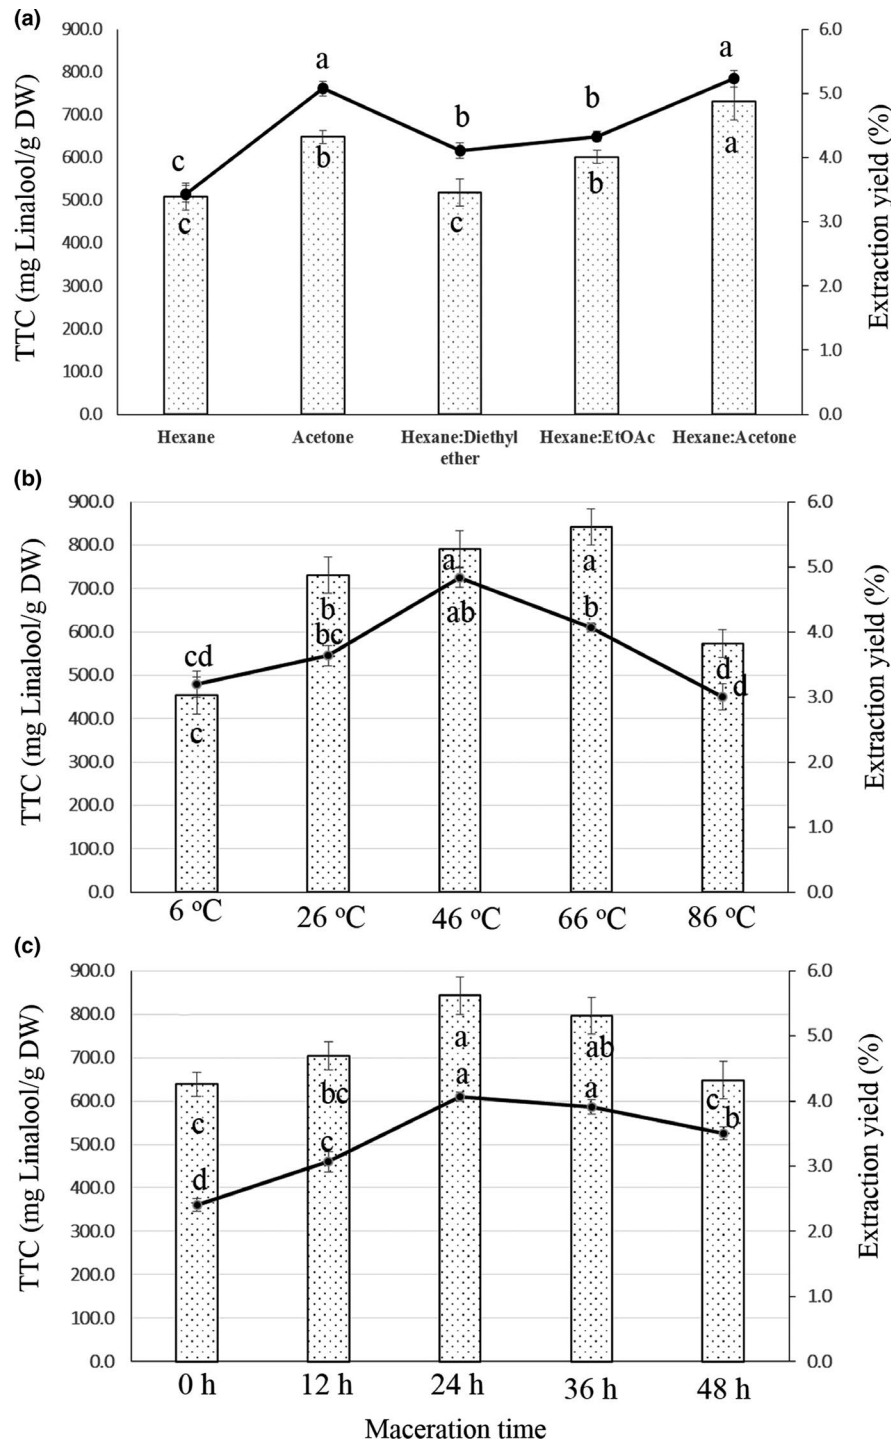 (a)
900.0
800.0
700.0
600.0
500.0
400.0
300.0
200.0
100.0
0.0
TTC (mg Linalool/g DW)
6.0
5.0
4.0
3.0
2.0
1.0
0.0
Extraction yield (%)
c
a
b
b
a
c
b
c
b
a
Hexane
Acetone
Hexane:Diethyl
ether
Hexane:EtOAc
Hexane:Acetone
(b)
900.0
800.0
700.0
600.0
500.0
400.0
300.0
200.0
100.0
0.0
TTC (mg Linalool/g DW)
6.0
5.0
4.0
3.0
2.0
1.0
0.0
Extraction yield (%)
cd
c
b
bc
a
ab
a
b
d
d
6 °C
26 °C
46 °C
66 °C
86 °C
(c)
900.0
800.0
700.0
600.0
500.0
400.0
300.0
200.0
100.0
0.0
TTC (mg Linalool/g DW)
6.0
5.0
4.0
3.0
2.0
1.0
0.0
Extraction yield (%)
c
d
bc
c
a
a
ab
a
c
b
0 h
12 h
24 h
36 h
48 h
Maceration time